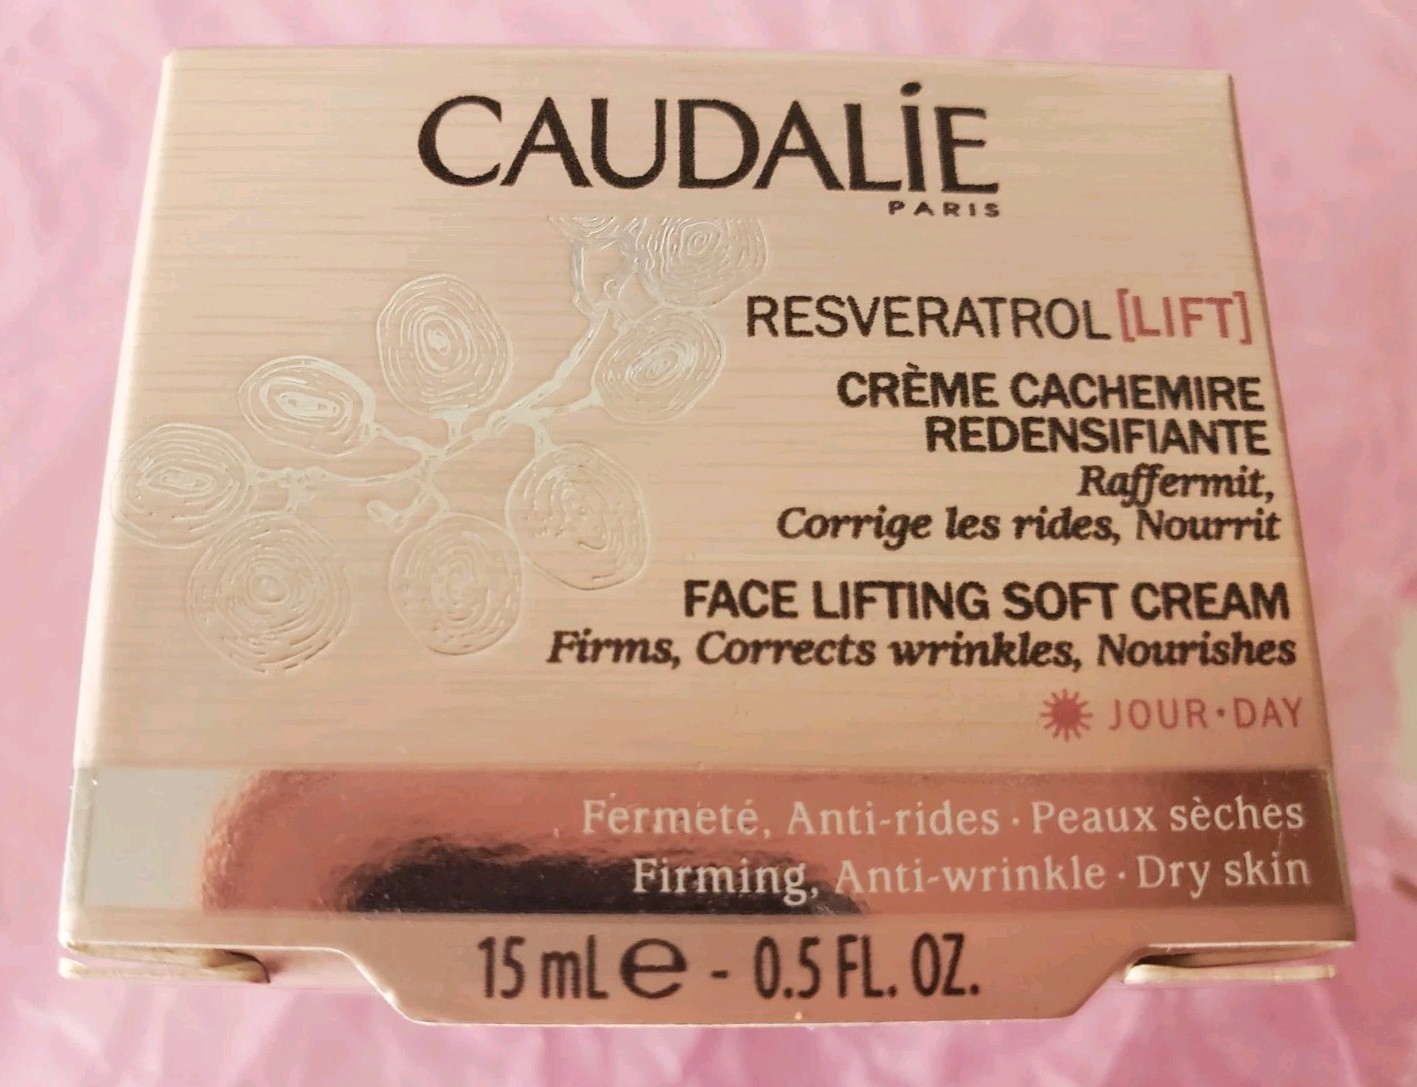 CAUDALİE
PARIS
RESVERATROL [LIFT]
CRÈME CACHEMIRE
REDENSIFIANTE
Raffermit,
Corrige les rides, Nourrit
FACE LIFTING SOFT CREAM
Firms, Corrects wrinkles, Nourishes
JOUR • DAY
Fermeté, Anti-rides · Peaux sèches
Firming, Anti-wrinkle · Dry skin
15 mL e - 0.5 FL. OZ.